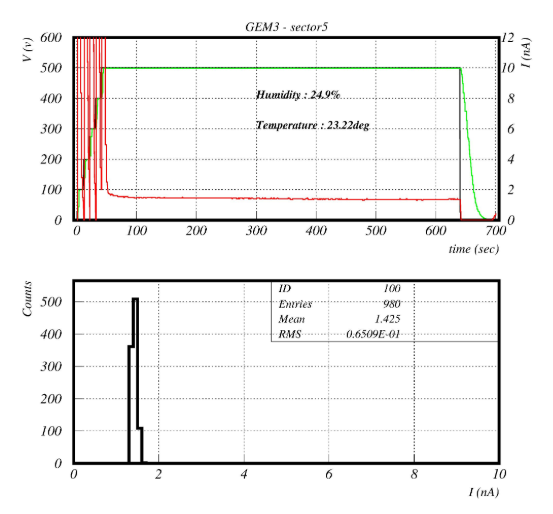 GEM3 - sector5
V (v)
600
500
400
300
200
100
0
12
10
8
6
4
2
0
I (nA)
Humidity : 24.9%
Temperature : 23.22deg
0 100 200 300 400 500 600 700
time (sec)
Counts
500
400
300
200
100
0
ID 100
Entries 980
Mean 1.425
RMS 0.6509E-01
0 2 4 6 8 10
I (nA)